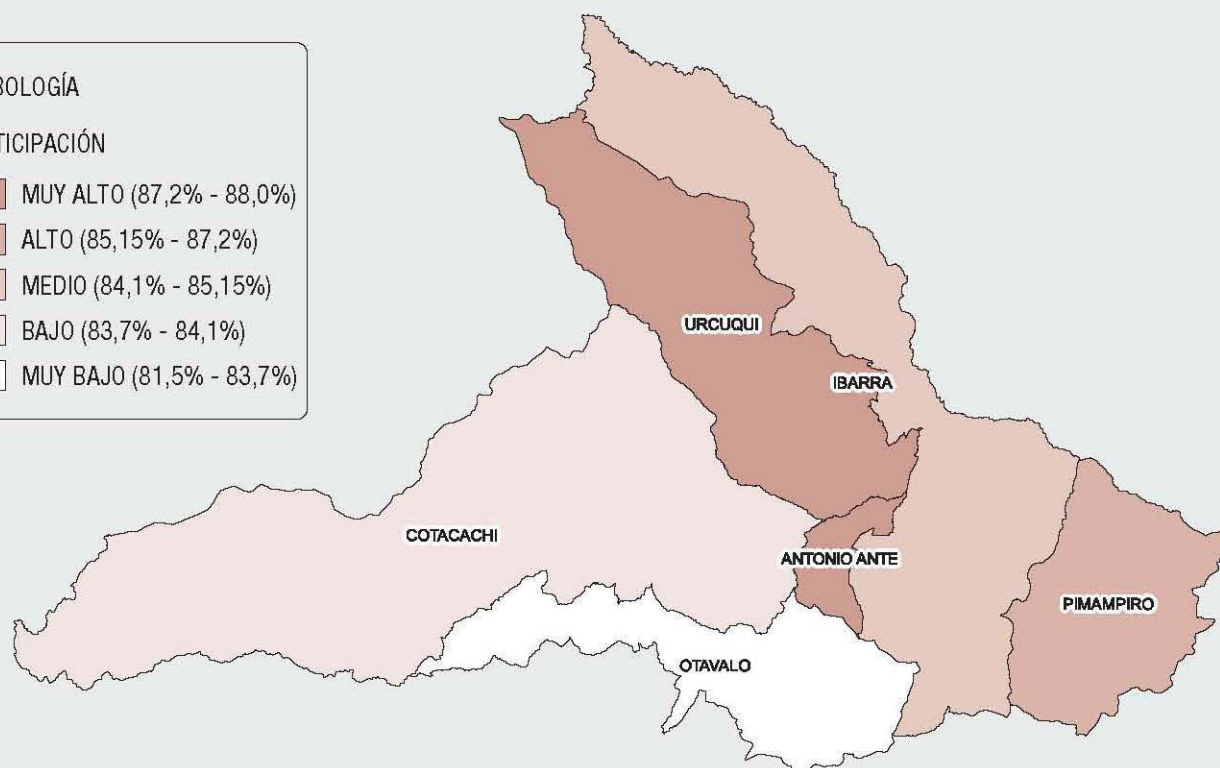 BOLOGÍA
TICIPACIÓN
MUY ALTO (87,2% - 88,0%)
ALTO (85,15% - 87,2%)
MEDIO (84,1% - 85,15%)
BAJO (83,7% - 84,1%)
MUY BAJO (81,5% - 83,7%)
URCUQUI
IBARRA
COTACACHI
ANTONIO ANTE
PIMAMPIRO
OTAVALO